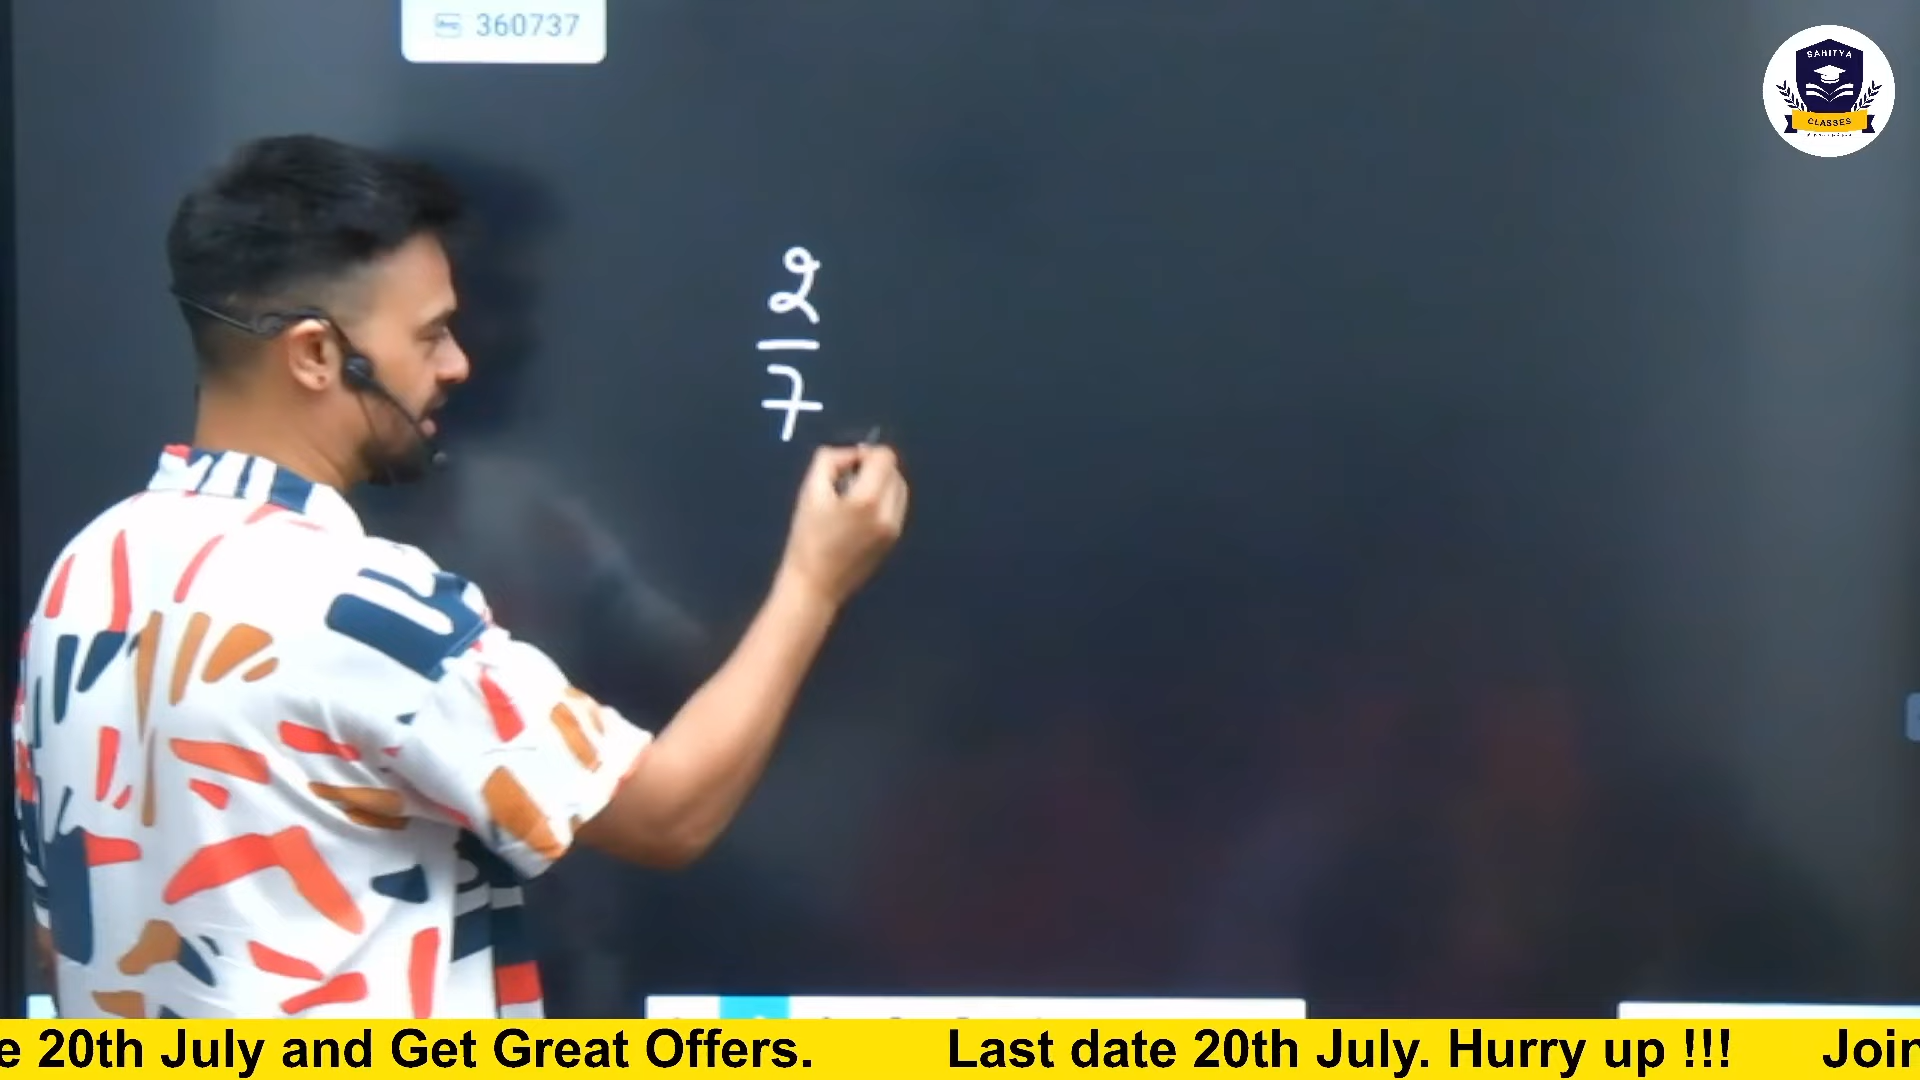 360737
SAHITYA
CLASSES
2
7
e 20th July and Get Great Offers. Last date 20th July. Hurry up !!! Join